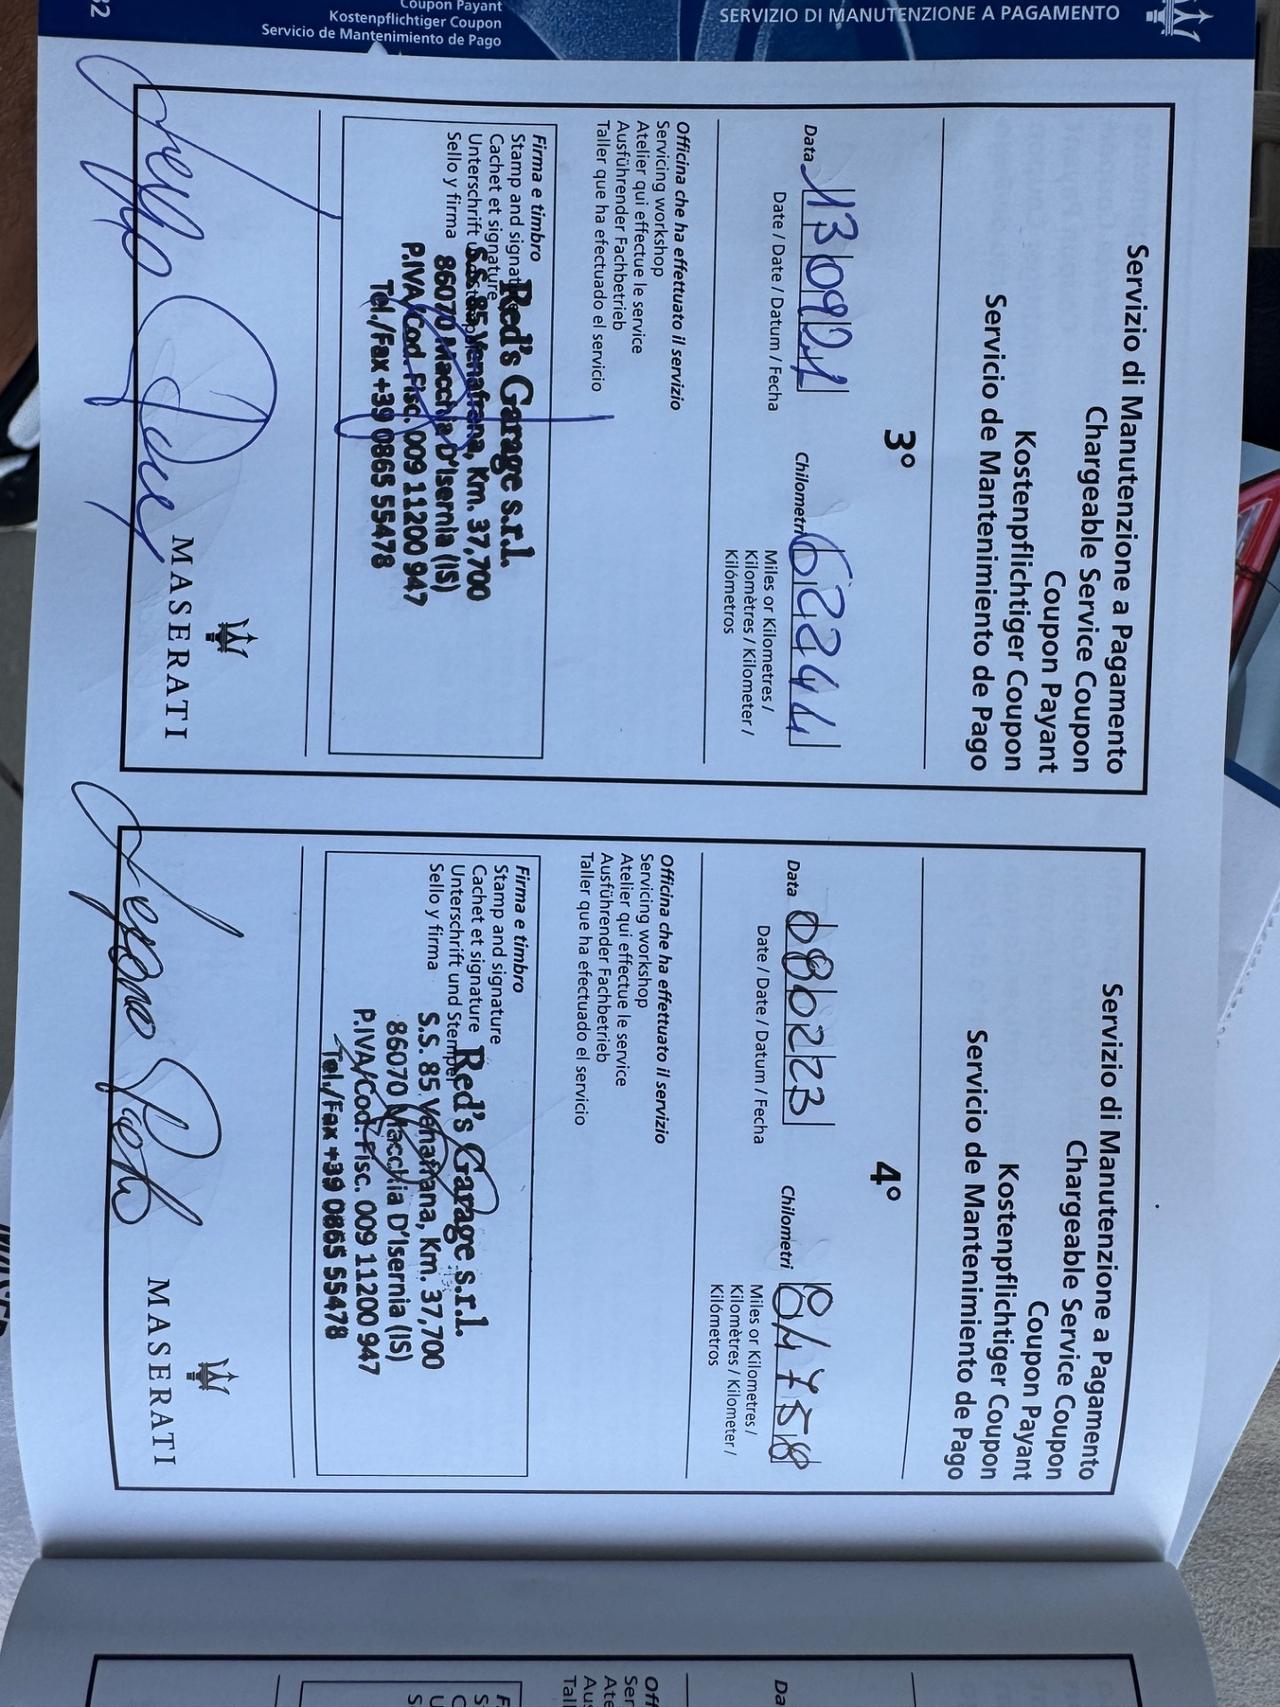 32
Coupon Payant
Kostenpflichtiger Coupon
Servicio de Mantenimiento de Pago
SERVIZIO DI MANUTENZIONE A PAGAMENTO
Servizio di Manutenzione a Pagamento
Chargeable Service Coupon
Coupon Payant
Kostenpflichtiger Coupon
Servicio de Mantenimiento de Pago
3°
Data 130921
Date / Date / Datum / Fecha
Chilometri 62244
Miles or Kilometres /
Kilomètres / Kilometer /
Kilómetros
Officina che ha effettuato il servizio
Servicing workshop
Atelier qui effectue le service
Ausführender Fachbetrieb
Taller que ha efectuado el servicio
Firma e timbro
Stamp and signature
Cachet et signature
Unterschrift und Stempel
Sello y firma
Red's Garage s.r.l.
S.S. 85 Venafrana, Km. 37,700
86070 Macchia D'Isernia (IS)
P.IVA/Cod. Fisc. 009 11200 947
Tel./Fax +39 0865 55478
MASERATI
Servizio di Manutenzione a Pagamento
Chargeable Service Coupon
Coupon Payant
Kostenpflichtiger Coupon
Servicio de Mantenimiento de Pago
4°
Data 080223
Date / Date / Datum / Fecha
Chilometri 84758
Miles or Kilometres /
Kilomètres / Kilometer /
Kilómetros
Officina che ha effettuato il servizio
Servicing workshop
Atelier qui effectue le service
Ausführender Fachbetrieb
Taller que ha efectuado el servicio
Firma e timbro
Stamp and signature
Cachet et signature
Unterschrift und Stempel
Sello y firma
Red's Garage s.r.l.
S.S. 85 Venafrana, Km. 37,700
86070 Macchia D'Isernia (IS)
P.IVA/Cod. Fisc. 009 11200 947
Tel./Fax +39 0865 55478
MASERATI